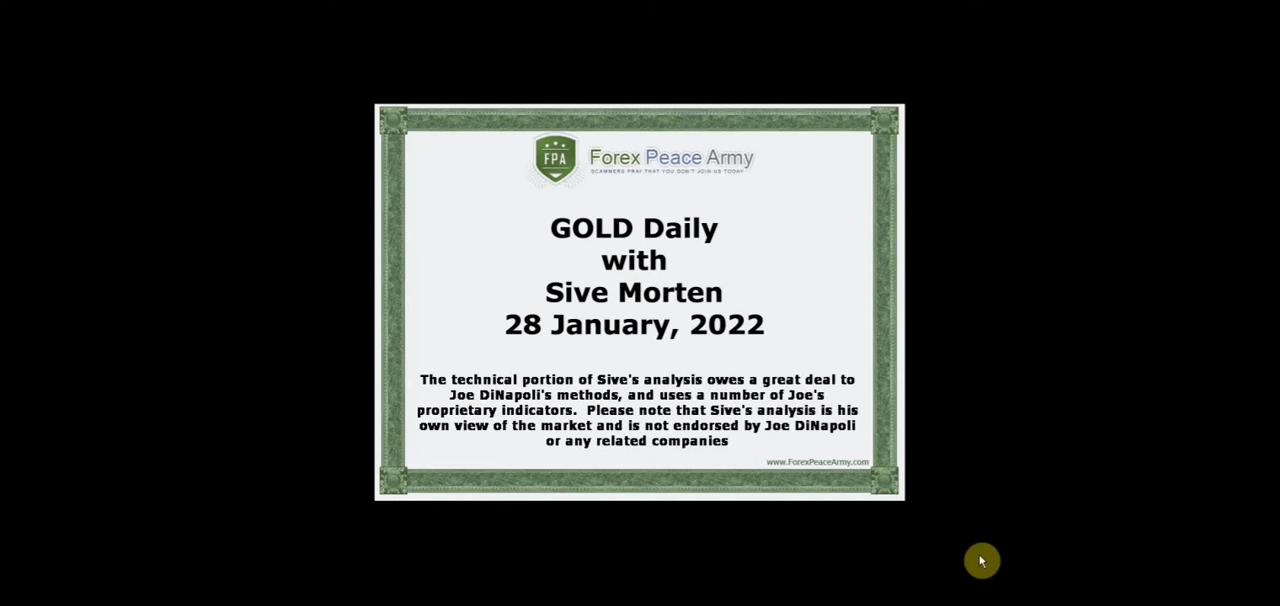 FPA
Forex Peace Army
SCAMMERS PRAY THAT YOU DON'T JOIN US TODAY
GOLD Daily
with
Sive Morten
28 January, 2022
The technical portion of Sive's analysis owes a great deal to
Joe DiNapoli's methods, and uses a number of Joe's
proprietary indicators.  Please note that Sive's analysis is his
own view of the market and is not endorsed by Joe DiNapoli
or any related companies
www.ForexPeaceArmy.com